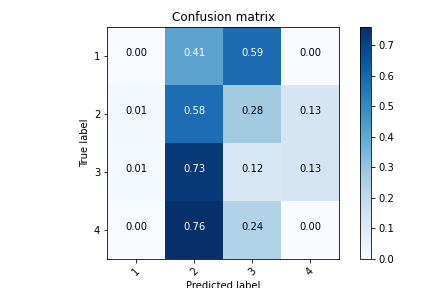 Confusion matrix
1 0.00 0.41 0.59 0.00
2 0.01 0.58 0.28 0.13
3 0.01 0.73 0.12 0.13
4 0.00 0.76 0.24 0.00
True label
1 2 3 4
Predicted label
0.7
0.6
0.5
0.4
0.3
0.2
0.1
0.0